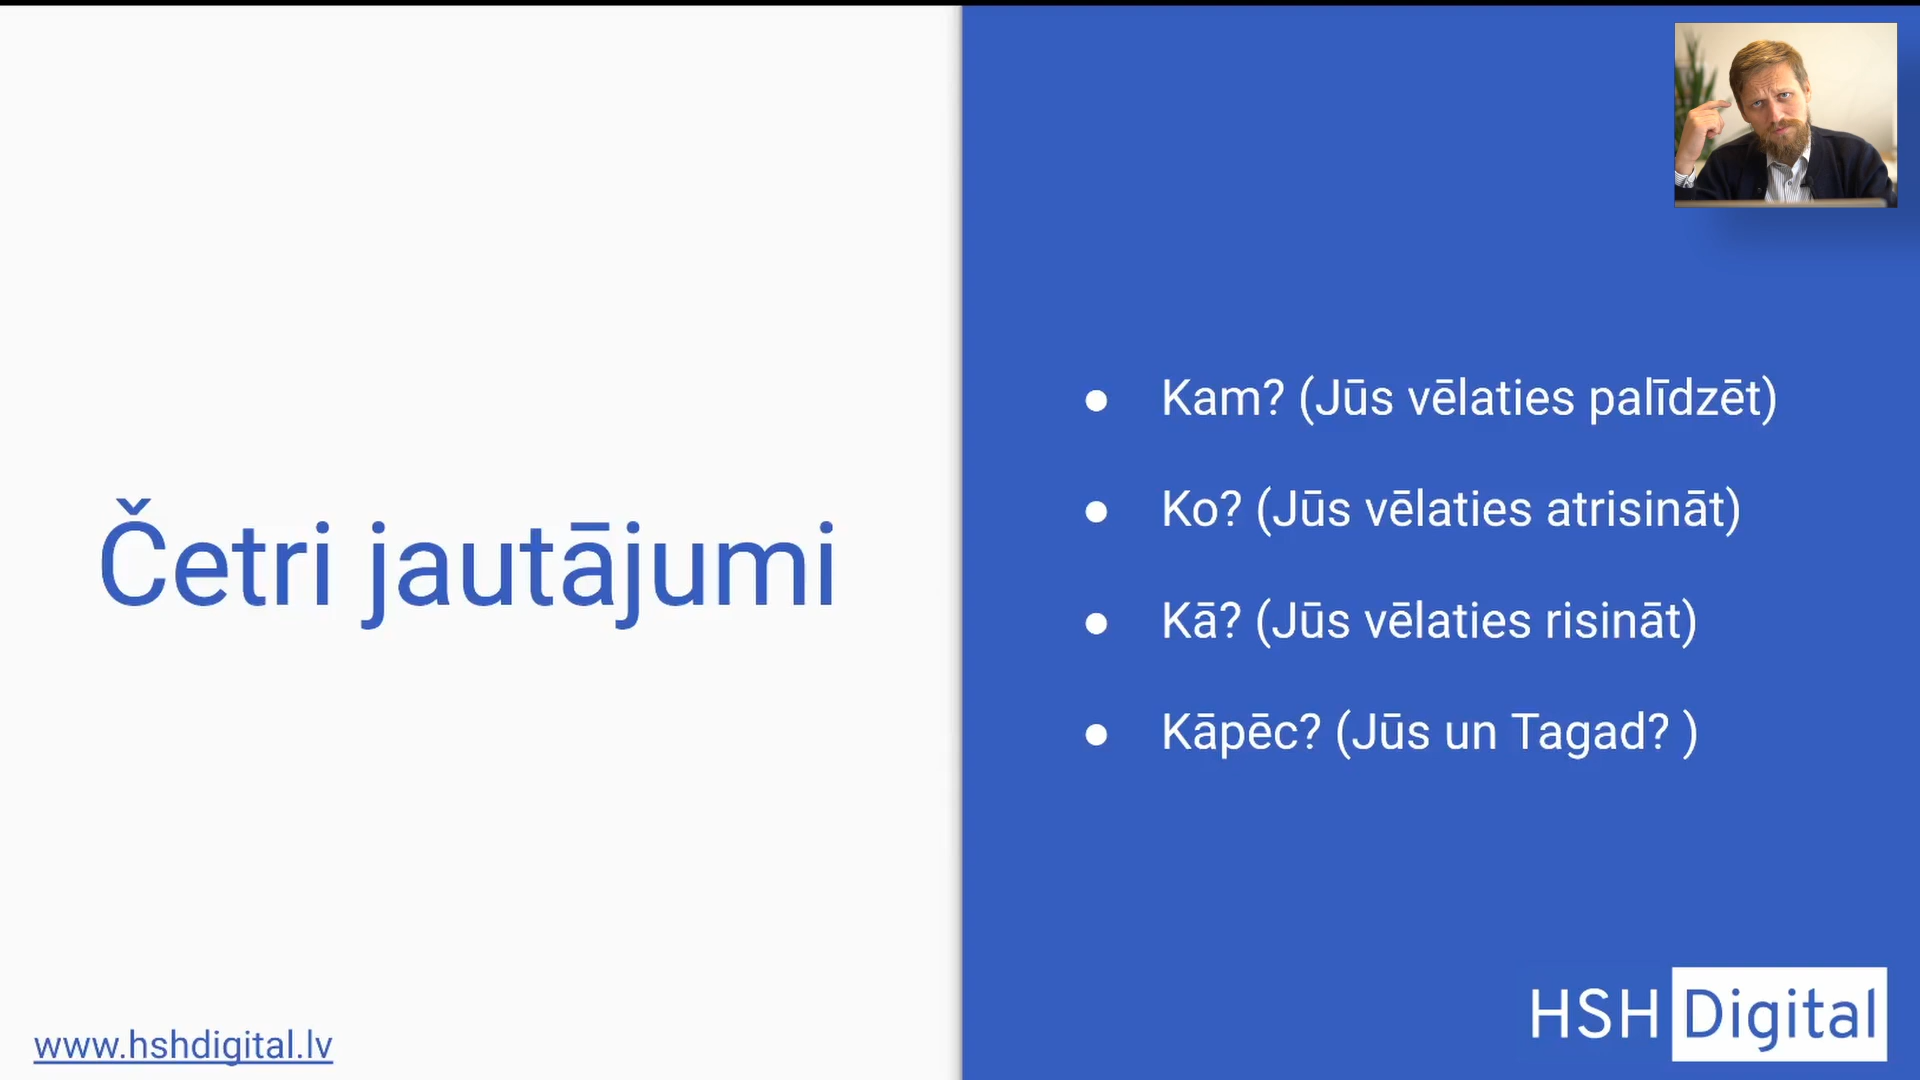 Četri jautājumi
Kam? (Jūs vēlaties palīdzēt)
Ko? (Jūs vēlaties atrisināt)
Kā? (Jūs vēlaties risināt)
Kāpēc? (Jūs un Tagad? )
www.hshdigital.lv
HSH Digital